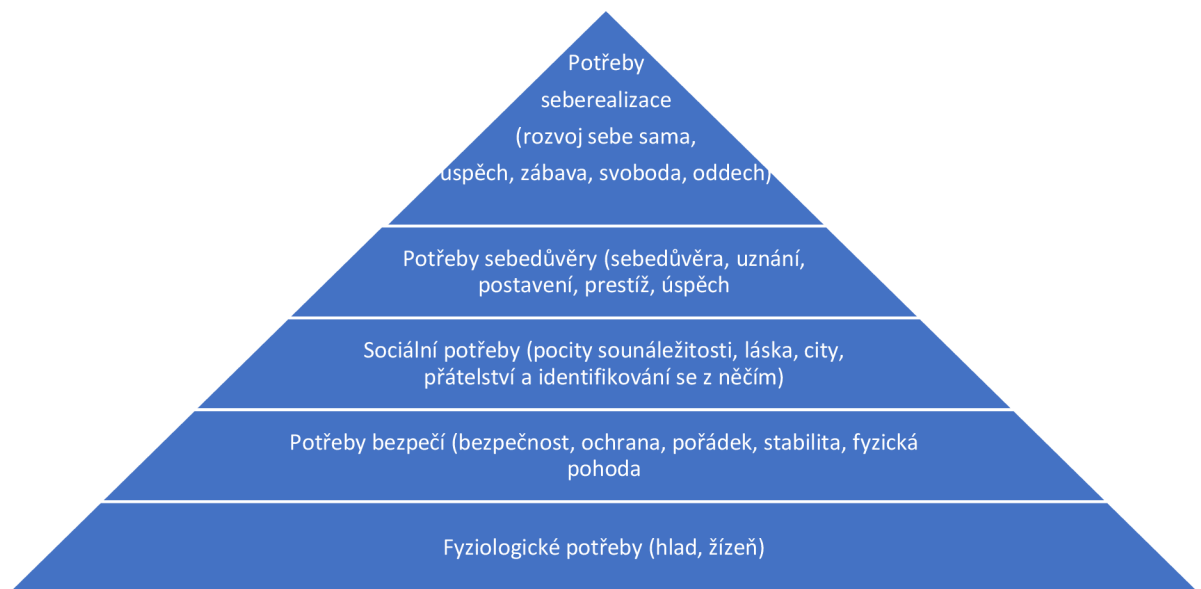 Potřeby
seberealizace
(rozvoj sebe sama,
úspěch, zábava, svoboda, oddech)
Potřeby sebedůvěry (sebedůvěra, uznání,
postavení, prestíž, úspěch
Sociální potřeby (pocity sounáležitosti, láska, city,
přátelství a identifikování se z něčím)
Potřeby bezpečí (bezpečnost, ochrana, pořádek, stabilita, fyzická
pohoda
Fyziologické potřeby (hlad, žízeň)